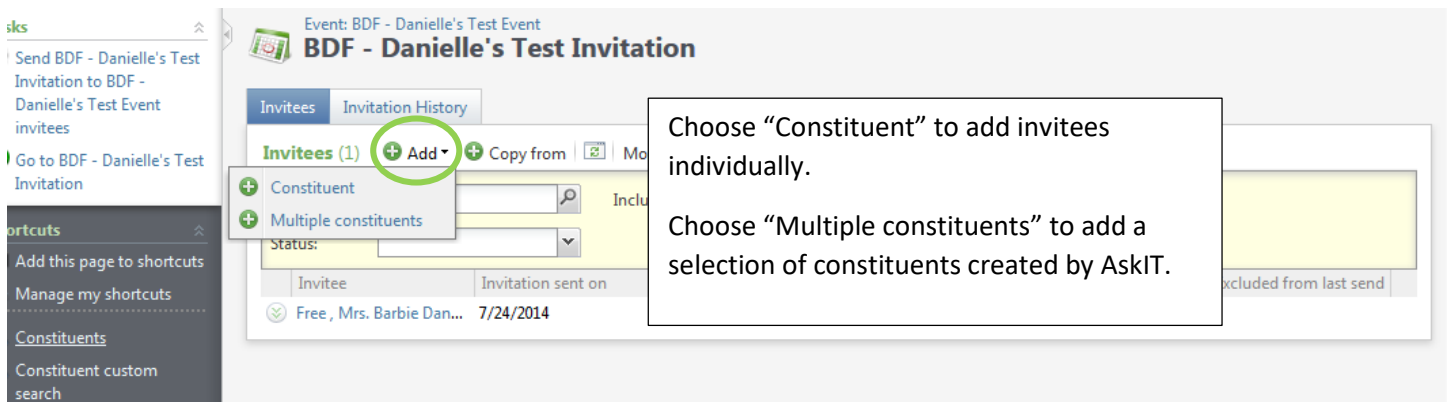 sks
Send BDF - Danielle's Test
Invitation to BDF -
Danielle's Test Event
invitees
Go to BDF - Danielle's Test
Invitation
ortcuts
Add this page to shortcuts
Manage my shortcuts
Constituents
Constituent custom
search
Event: BDF - Danielle's Test Event
BDF - Danielle's Test Invitation
Invitees Invitation History
Invitees (1) Add Copy from Mo
Constituent
Multiple constituents
Inclu
Status:
Invitee Invitation sent on xcluded from last send
Free , Mrs. Barbie Dan... 7/24/2014
Choose “Constituent” to add invitees
individually.
Choose “Multiple constituents” to add a
selection of constituents created by AskIT.